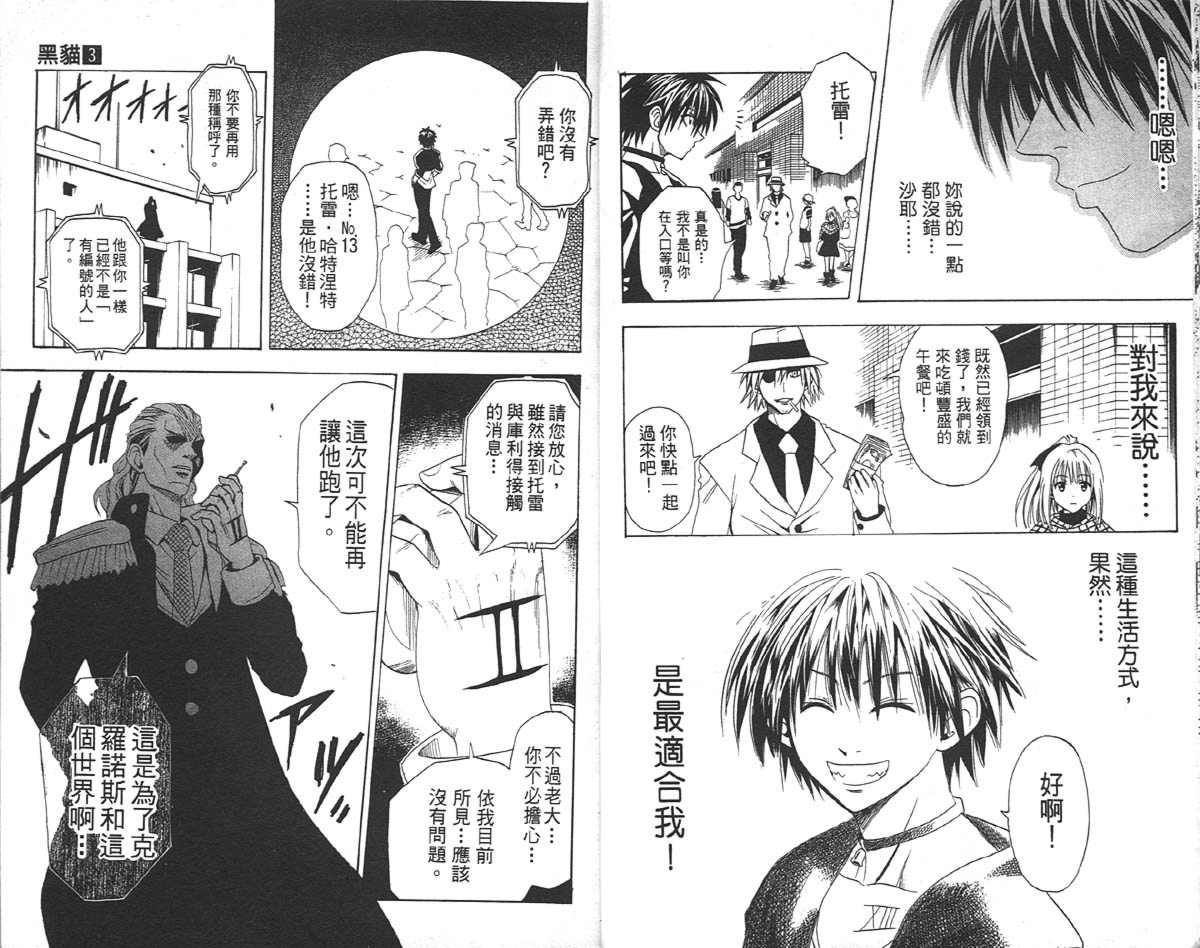 ……嗯嗯…
妳說的一點
都沒錯…
沙耶……
托雷！
真是的…
我不是叫你
在入口等嗎？
對我來說……
既然已經領到
錢了，我們就
來吃頓豐盛的
午餐吧！
你快點一起
過來吧！
這種生活方式，
果然……
好啊！
是最適合我！
XIII
黑貓3
你沒有
弄錯吧？
嗯…№13
托雷．哈特涅特
……是他沒錯！
オオオオ
你不要再用
那種稱呼了。
他跟你一樣
已經不是「
有編號的人」
了。
請您放心，
雖然接到托雷
與庫利得接觸
的消息…
II
不過老大…
你不必擔心…
依我目前
所見…應該
沒有問題。
這次可不能再
讓他跑了。
這是為了克
羅諾斯和這
個世界啊…